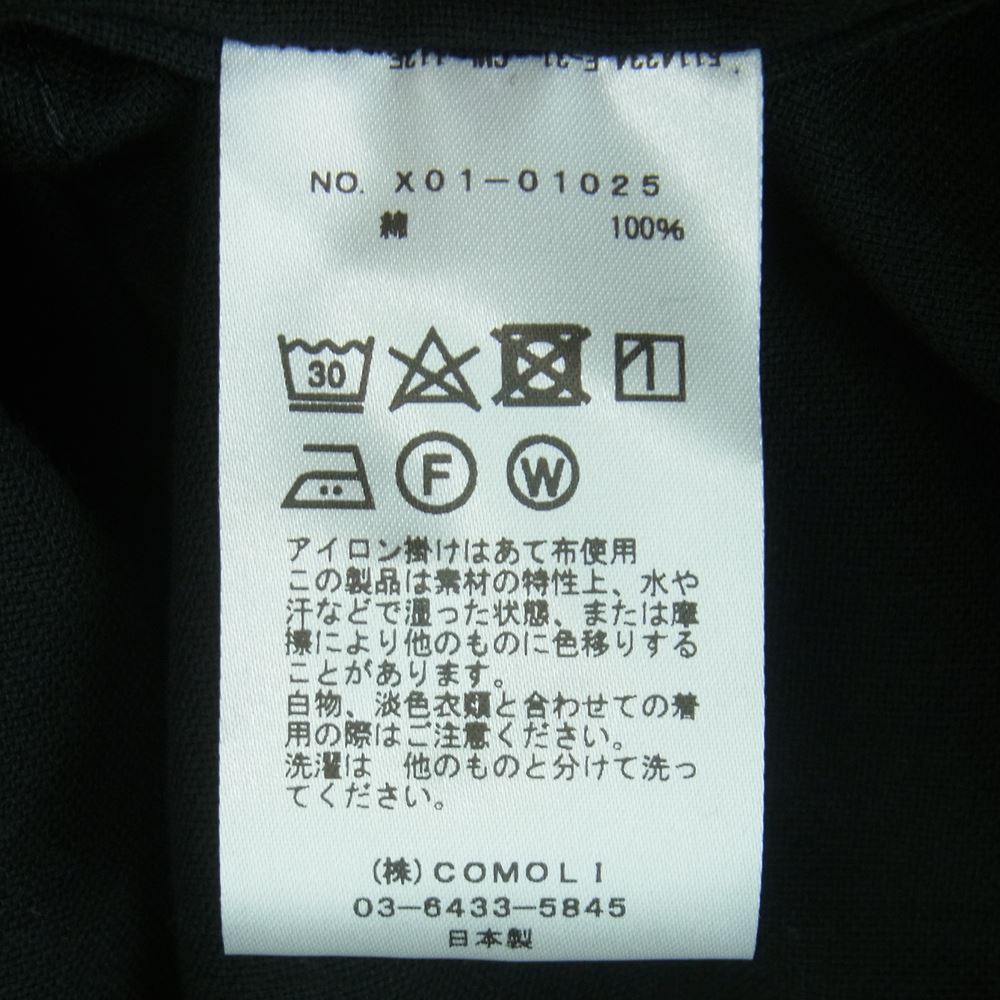 NO. X01-01025
綿 100%
30
F W
アイロン掛けはあて布使用
この製品は素材の特性上、水や
汗などで湿った状態、または摩
擦により他のものに色移りする
ことがあります。
白物、淡色衣類と合わせての着
用の際はご注意ください。
洗濯は 他のものと分けて洗っ
てください。
(株)COMOLI
03-6433-5845
日本製